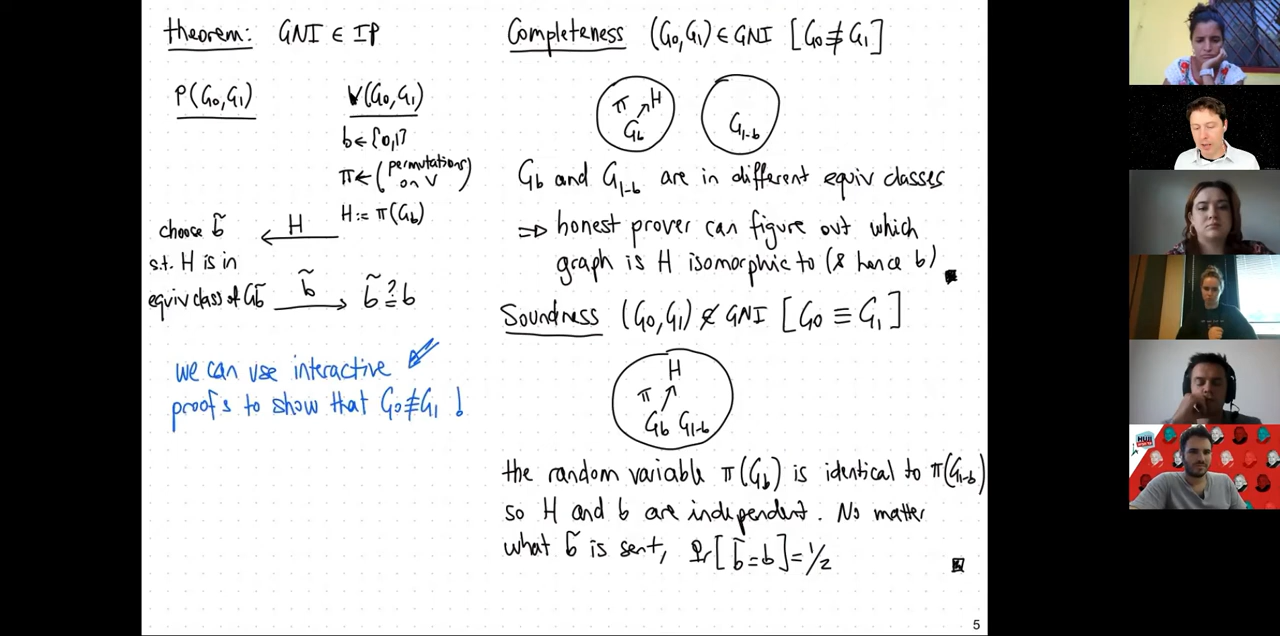 theorem: GNI ∈ IP
P(G0,G1)
V(G0,G1)
b ← {0,1}
π ← (permutations on V)
H := π(Gb)
H
choose b̃
s.t. H is in
equiv class of Gb̃
b̃
b̃ ?= b
we can use interactive
proofs to show that G0≢G1 !
Completeness (G0,G1) ∈ GNI [G0 ≢ G1]
π H
Gb
G1-b
Gb and G1-b are in different equiv classes
⇒ honest prover can figure out which
graph is H isomorphic to (& hence b)
Soundness (G0,G1) ∉ GNI [G0 ≡ G1]
H
π
Gb G1-b
the random variable π(Gb) is identical to π(G1-b)
so H and b are independent. No matter
what b̃ is sent, Pr[b̃=b]=1/2
5